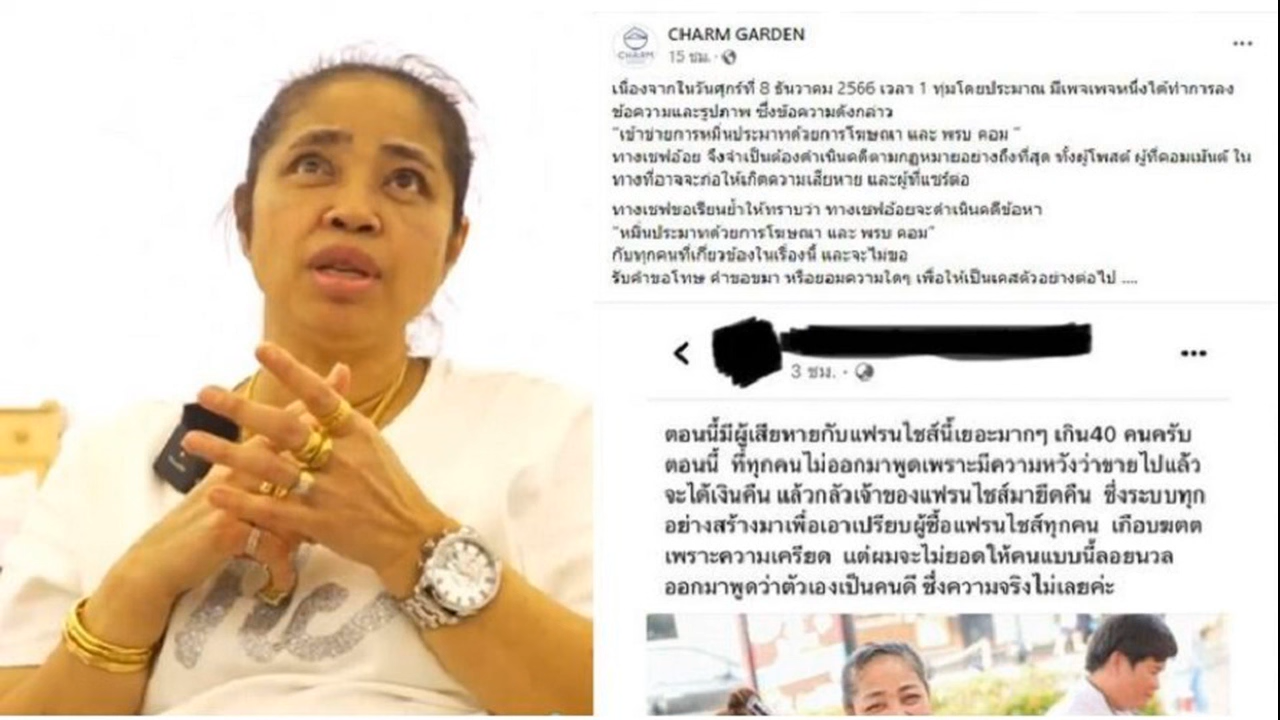 CHARM GARDEN
CHARM
15 ชม. ·
เนื่องจากในวันศุกร์ที่ 8 ธันวาคม 2566 เวลา 1 ทุ่มโดยประมาณ มีเพจเพจหนึ่งได้ทำการลง
ข้อความและรูปภาพ ซึ่งข้อความดังกล่าว
"เข้าข่ายการหมิ่นประมาทด้วยการโฆษณา และ พรบ คอม "
ทางเชฟอ้อย จึงจำเป็นต้องดำเนินคดีตามกฎหมายอย่างถึงที่สุด ทั้งผู้โพสต์ ผู้ที่คอมเม้นต์ ใน
ทางที่อาจจะก่อให้เกิดความเสียหาย และผู้ที่แชร์ต่อ
ทางเชฟขอเรียนย้ำให้ทราบว่า ทางเชฟอ้อยจะดำเนินคดีข้อหา
"หมิ่นประมาทด้วยการโฆษณา และ พรบ คอม"
กับทุกคนที่เกี่ยวข้องในเรื่องนี้ และจะไม่ขอ
รับคำขอโทษ คำขอขมา หรือยอมความใดๆ เพื่อให้เป็นเคสตัวอย่างต่อไป ....
3 ชม. ·
ตอนนี้มีผู้เสียหายกับแฟรนไชส์นี้เยอะมากๆ เกิน40 คนครับ
ตอนนี้ ที่ทุกคนไม่ออกมาพูดเพราะมีความหวังว่าขายไปแล้ว
จะได้เงินคืน แล้วกลัวเจ้าของแฟรนไชส์มายึดคืน ซึ่งระบบทุก
อย่างสร้างมาเพื่อเอาเปรียบผู้ซื้อแฟรนไชส์ทุกคน เกือบฆตต
เพราะความเครียด แต่ผมจะไม่ยอดให้คนแบบนี้ลอยนวล
ออกมาพูดว่าตัวเองเป็นคนดี ซึ่งความจริงไม่เลยค่ะ